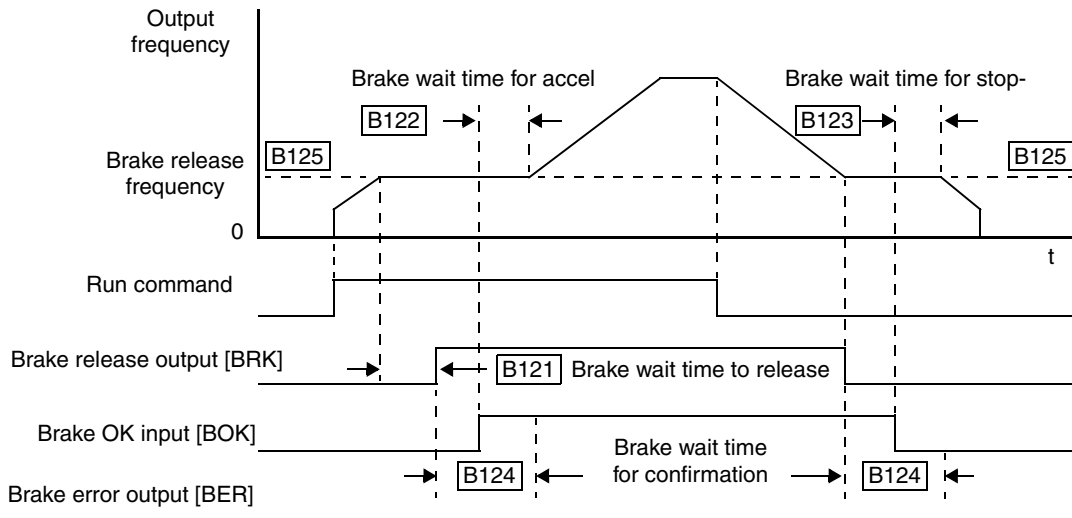 Output
frequency
Brake wait time for accel
Brake wait time for stop-
B122
B123
B125
B125
Brake release
frequency
0
t
Run command
Brake release output [BRK]
B121 Brake wait time to release
Brake OK input [BOK]
Brake wait time
for confirmation
B124
B124
Brake error output [BER]